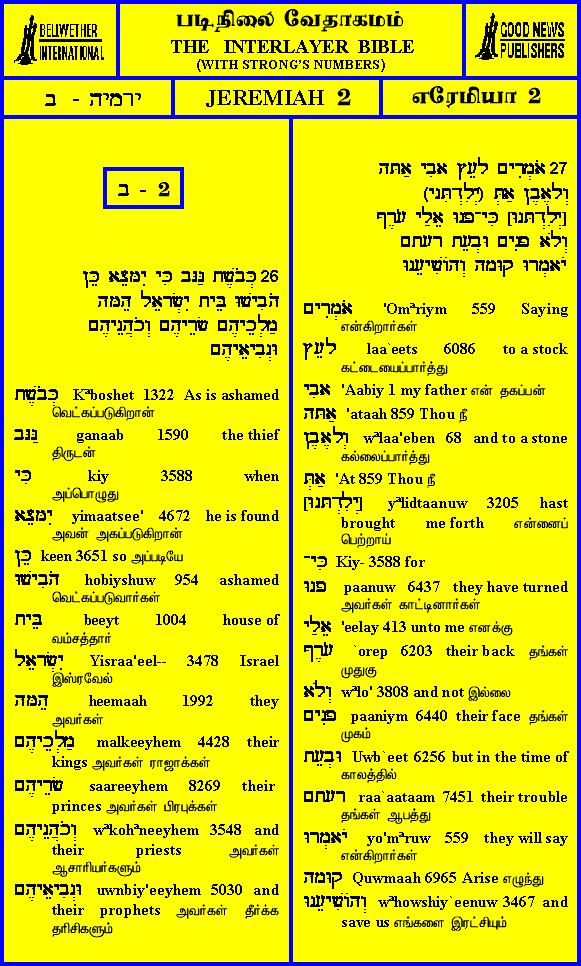 BELLWETHER
INTERNATIONAL
படிநிலை வேதாகமம்
THE INTERLAYER BIBLE
(WITH STRONG'S NUMBERS)
GOOD NEWS
PUBLISHERS
ירמיה - ב
JEREMIAH 2
எரேமியா 2
2 - ב
26 כְּבֹשֶׁת גַּנָּב כִּי יִמָּצֵא כֵּן
הֹבִישׁוּ בֵּית יִשְׂרָאֵל הֵמָּה
מַלְכֵיהֶם שָׂרֵיהֶם וְכֹהֲנֵיהֶם
וּנְבִיאֵיהֶם
כְּבֹשֶׁת Kᵊboshet 1322 As is ashamed
வெட்கப்படுகிறான்
גַּנָּב ganaab 1590 the thief
திருடன்
כִּי kiy 3588 when
அப்பொழுது
יִמָּצֵא yimaatsee' 4672 he is found
அவன் அகப்படுகிறான்
כֵּן keen 3651 so அப்படியே
הֹבִישׁוּ hobiyshuw 954 ashamed
வெட்கப்படுவார்கள்
בֵּית beeyt 1004 house of
வம்சத்தார்
יִשְׂרָאֵל Yisraa'eel-- 3478 Israel
இஸ்ரவேல்
הֵמָּה heemaah 1992 they
அவர்கள்
מַלְכֵיהֶם malkeeyhem 4428 their
kings அவர்கள் ராஜாக்கள்
שָׂרֵיהֶם saareeyhem 8269 their
princes அவர்கள் பிரபுக்கள்
וְכֹהֲנֵיהֶם wᵊkohᵃneeyhem 3548 and
their priests அவர்கள்
ஆசாரியர்களும்
וּנְבִיאֵיהֶם uwnbiy'eeyhem 5030 and
their prophets அவர்கள் தீர்க்க
தரிசிகளும்
27 אֹמְרִים לָעֵץ אָבִי אַתָּה
וְלָאֶבֶן אַתְּ (יְלִדְתִּנִי)
[יְלִדְתָּנוּ] כִּי־פָנוּ אֵלַי עֹרֶף
וְלֹא פָנִים וּבְעֵת רָעָתָם
יֹאמְרוּ קוּמָה וְהוֹשִׁיעֵנוּ
אֹמְרִים 'Omᵊriym 559 Saying
என்கிறார்கள்
לָעֵץ laa`eets 6086 to a stock
கட்டையைப்பார்த்து
אָבִי 'Aabiy 1 my father என் தகப்பன்
אַתָּה 'ataah 859 Thou நீ
וְלָאֶבֶן wᵊlaa'eben 68 and to a stone
கல்லைப்பார்த்து
אַתְּ 'At 859 Thou நீ
[יְלִדְתָּנוּ] yᵊlidtaanuw 3205 hast
brought me forth என்னைப்
பெற்றாய்
כִּי־ Kiy- 3588 for
פָנוּ paanuw 6437 they have turned
அவர்கள் காட்டினார்கள்
אֵלַי 'eelay 413 unto me எனக்கு
עֹרֶף `orep 6203 their back தங்கள்
முதுகு
וְלֹא wᵊlo' 3808 and not இல்லை
פָנִים paaniym 6440 their face தங்கள்
முகம்
וּבְעֵת Uwb`eet 6256 but in the time of
காலத்தில்
רָעָתָם raa`aataam 7451 their trouble
தங்கள் ஆபத்து
יֹאמְרוּ yo'mᵊruw 559 they will say
என்கிறார்கள்
קוּמָה Quwmaah 6965 Arise எழுந்து
וְהוֹשִׁיעֵנוּ wᵊhowshiy`eenuw 3467 and
save us எங்களை இரட்சியும்